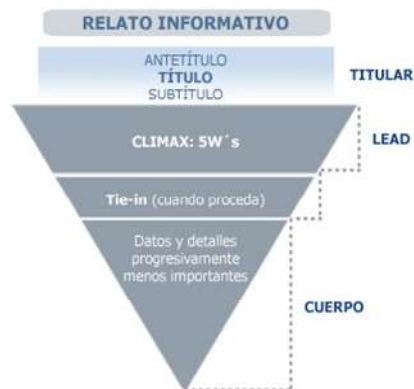 RELATO INFORMATIVO
ANTETÍTULO
TÍTULO
SUBTÍTULO
TITULAR
CLIMAX: 5W´s
LEAD
Tie-in (cuando proceda)
Datos y detalles
progresivamente
menos importantes
CUERPO